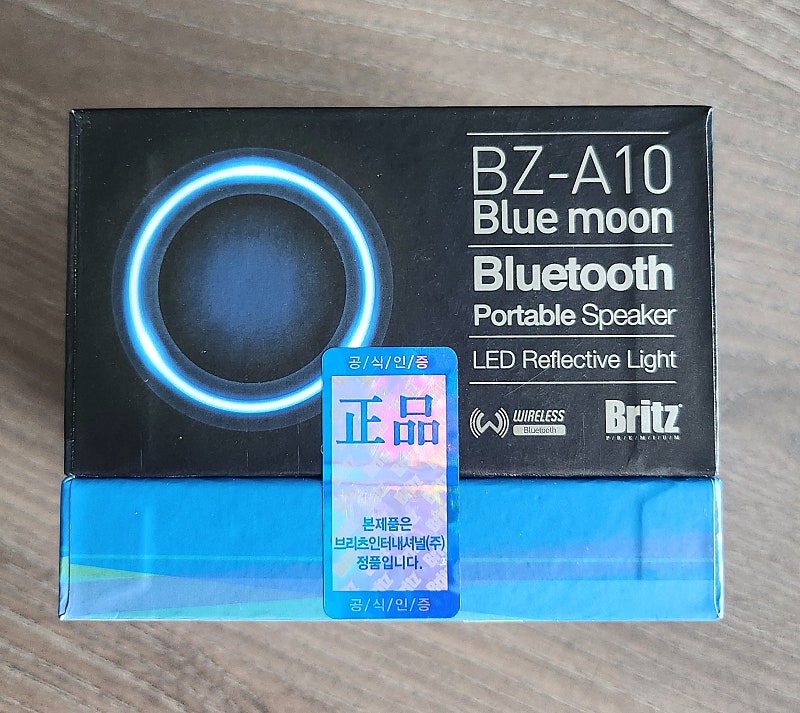 BZ-A10
Blue moon
Bluetooth
Portable Speaker
LED Reflective Light
WIRELESS
Bluetooth
Britz
P/R/E/M/I/U/M
공/식/인/증
正品
본제품은
브리츠인터내셔널(주)
정품입니다.
공/식/인/증